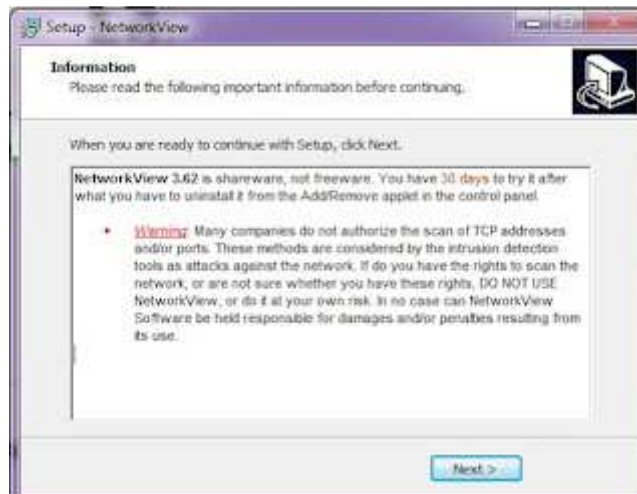 Setup - NetworkView
Information
Please read the following important information before continuing.
When you are ready to continue with Setup, click Next.
NetworkView 3.62 is shareware, not freeware. You have 30 days to try it after
what you have to uninstall it from the Add/Remove applet in the control panel.
• Warning: Many companies do not authorize the scan of TCP addresses
and/or ports. These methods are considered by the intrusion detection
tools as attacks against the network. If do you have the rights to scan the
network, or are not sure whether you have these rights, DO NOT USE
NetworkView, or do it at your own risk. In no case can NetworkView
Software be held responsible for damages and/or penalties resulting from
its use.
Next >